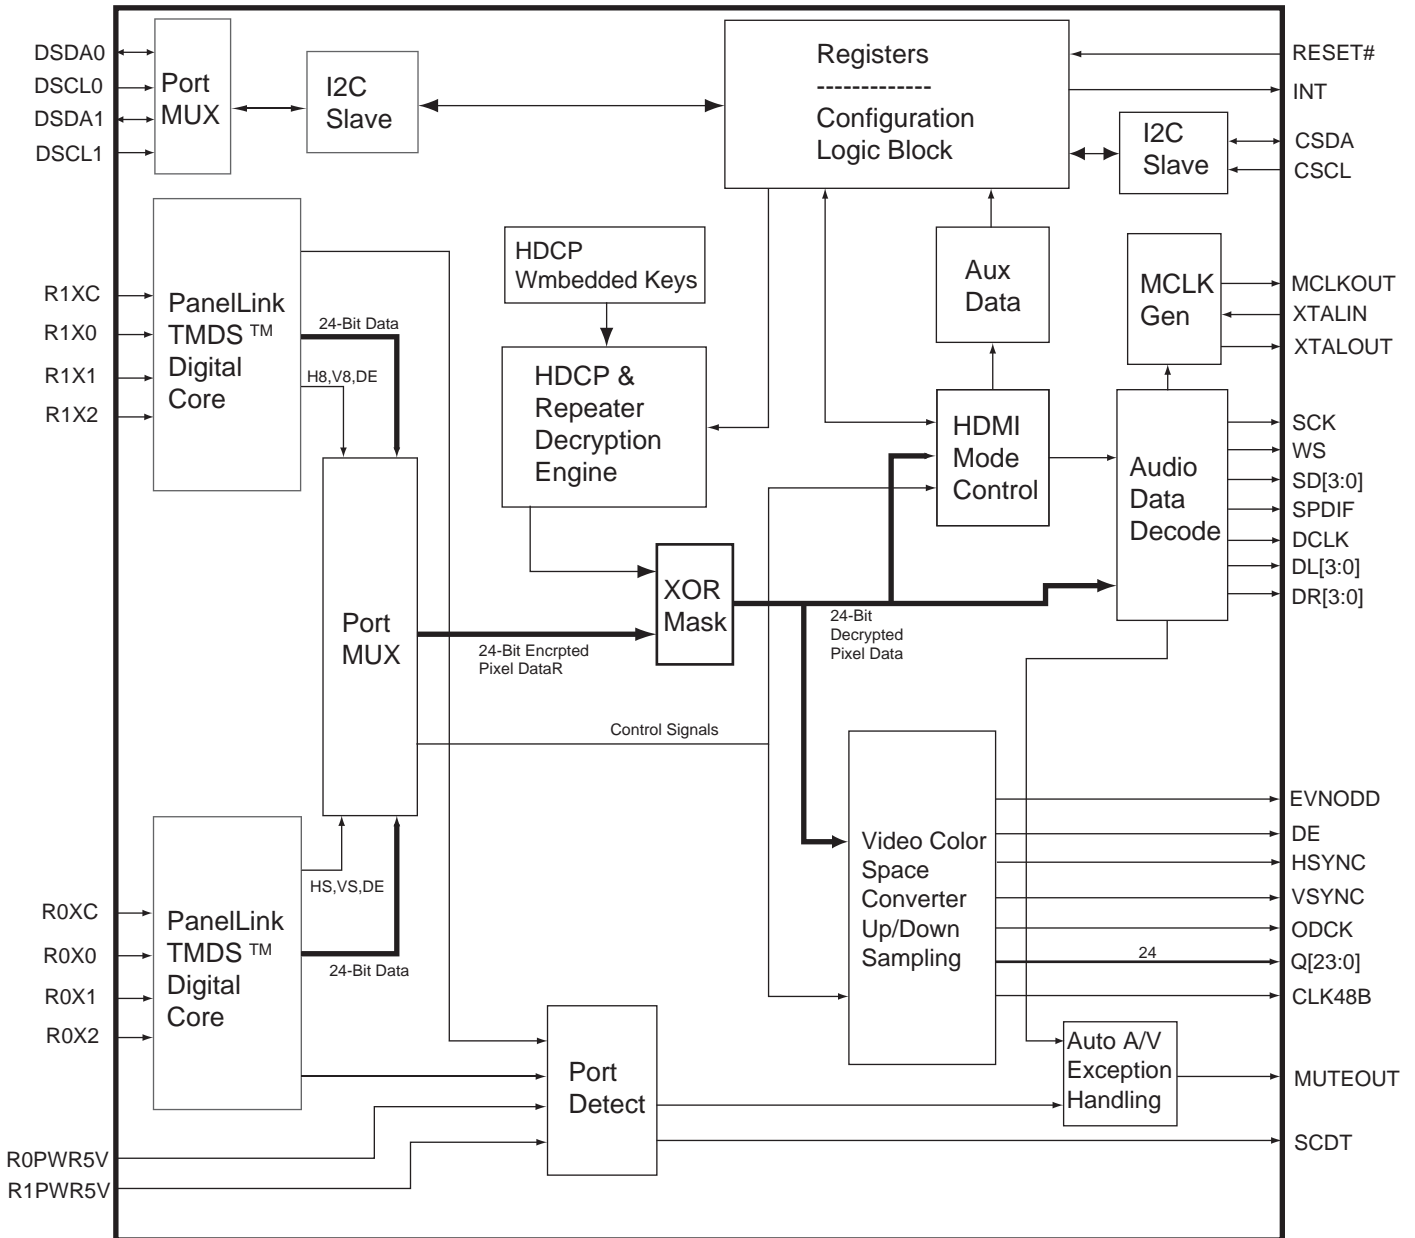 DSDA0
DSCL0
DSDA1
DSCL1
Port
MUX
I2C
Slave
Registers
-------------
Configuration
Logic Block
RESET#
INT
I2C
Slave
CSDA
CSCL
R1XC
R1X0
R1X1
R1X2
PanelLink
TMDS ™
Digital
Core
24-Bit Data
H8,V8,DE
HDCP
Wmbedded Keys
HDCP &
Repeater
Decryption
Engine
Aux
Data
MCLK
Gen
MCLKOUT
XTALIN
XTALOUT
HDMI
Mode
Control
Audio
Data
Decode
SCK
WS
SD[3:0]
SPDIF
DCLK
DL[3:0]
DR[3:0]
Port
MUX
24-Bit Encrpted
Pixel DataR
XOR
Mask
24-Bit
Decrypted
Pixel Data
Control Signals
R0XC
R0X0
R0X1
R0X2
PanelLink
TMDS ™
Digital
Core
HS,VS,DE
24-Bit Data
Video Color
Space
Converter
Up/Down
Sampling
EVNODD
DE
HSYNC
VSYNC
ODCK
24
Q[23:0]
CLK48B
Port
Detect
Auto A/V
Exception
Handling
MUTEOUT
SCDT
R0PWR5V
R1PWR5V